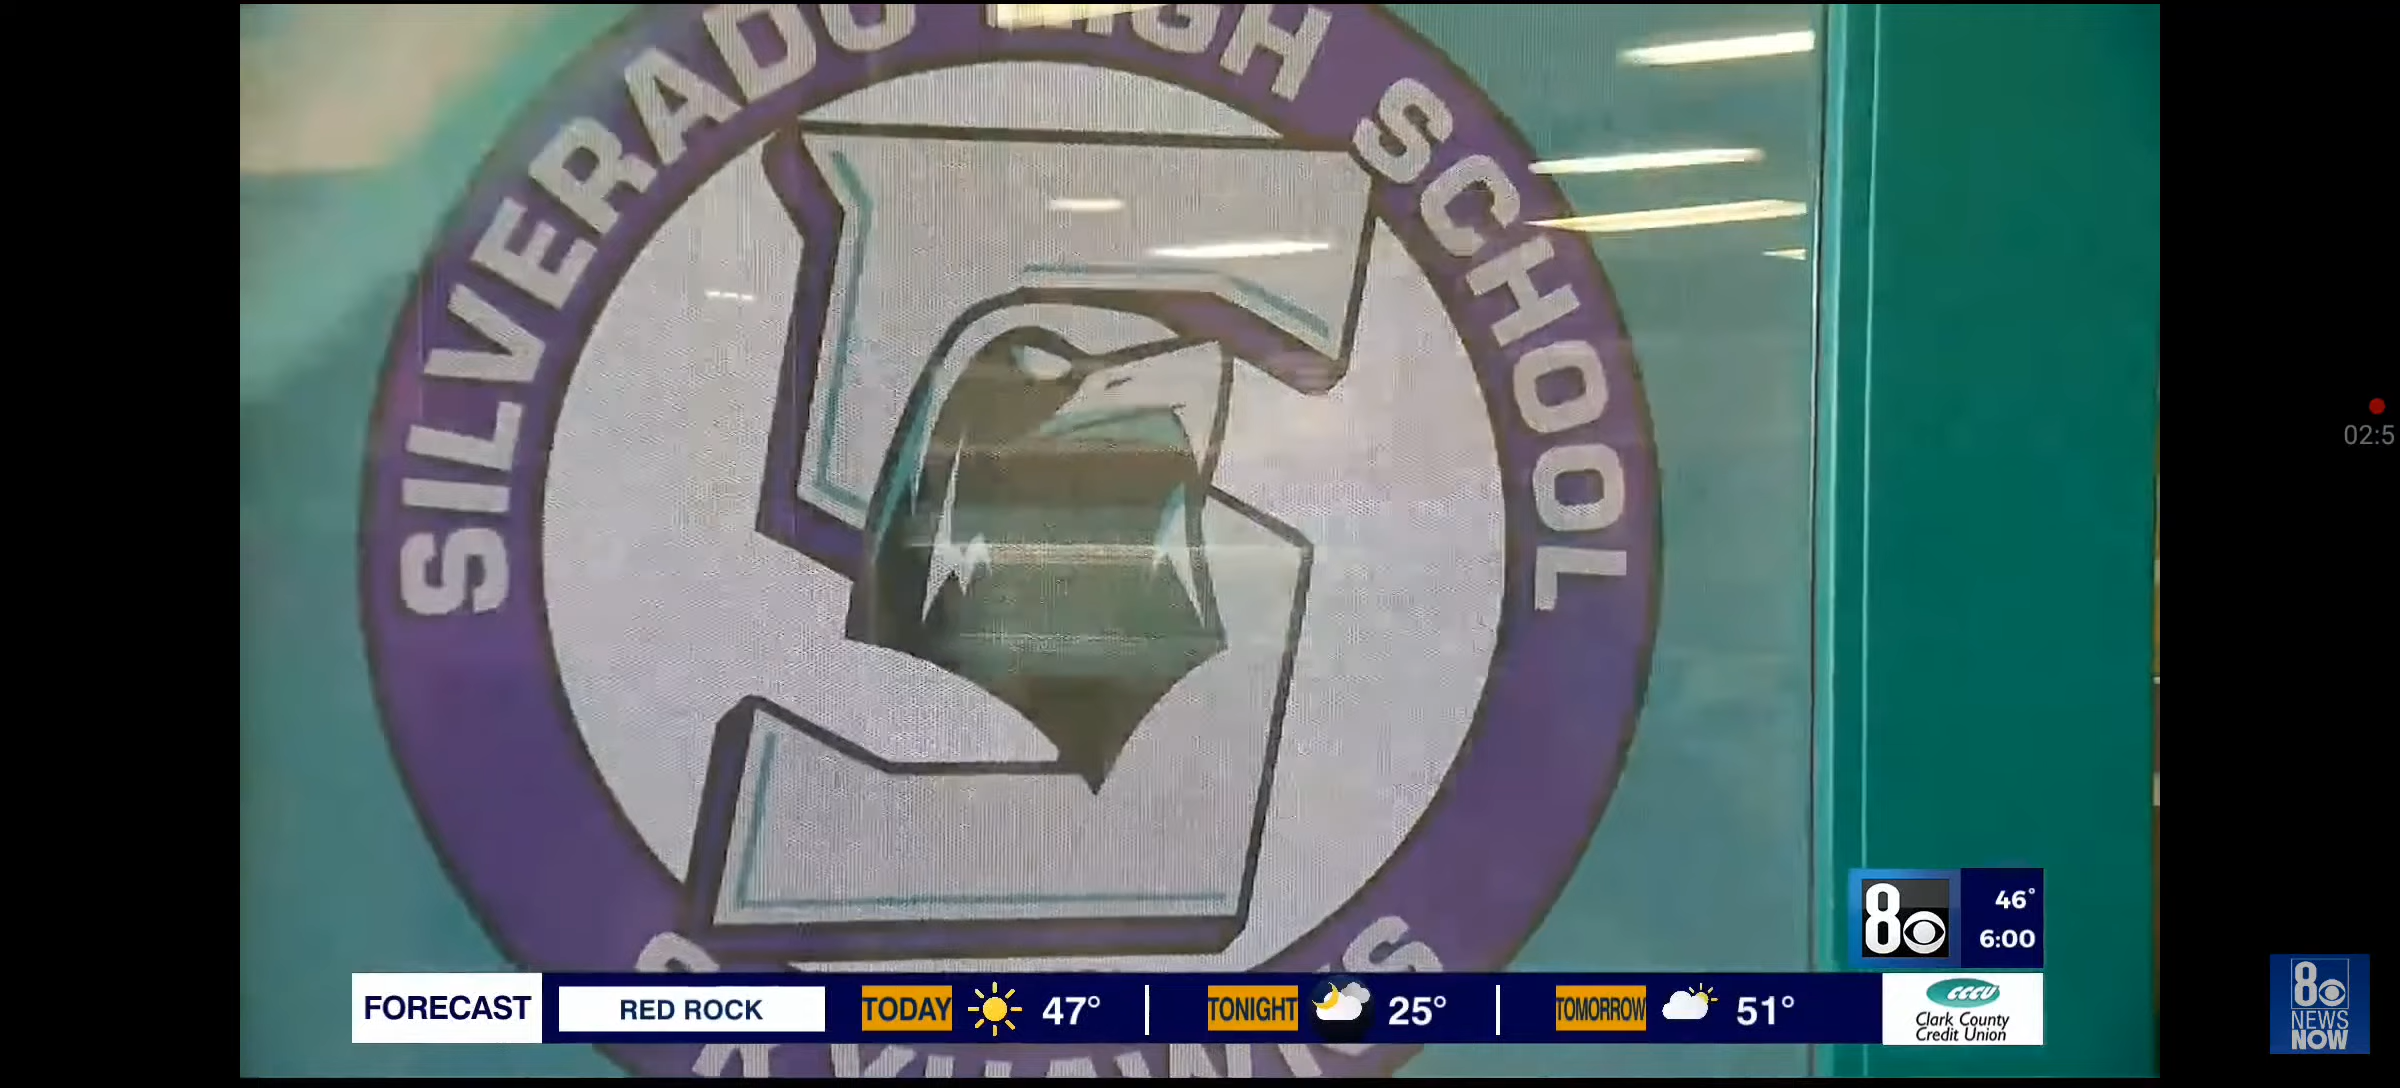 SILVERADO HIGH SCHOOL
02:5
46°
6:00
8
FORECAST
RED ROCK
TODAY
47°
TONIGHT
25°
TOMORROW
51°
CCCU
Clark County
Credit Union
8
NEWS
NOW